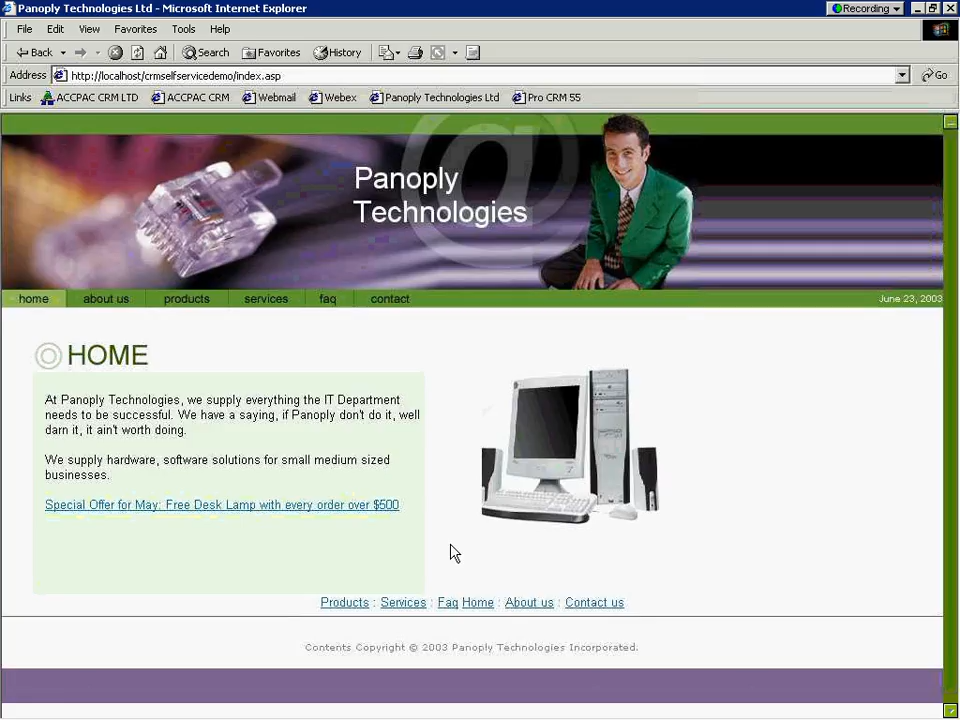 Panoply Technologies Ltd - Microsoft Internet Explorer
Recording
File Edit View Favorites Tools Help
Back Search Favorites History
Address http://localhost/crmselfservicedemo/index.asp Go
Links ACCPAC CRM LTD ACCPAC CRM Webmail Webex Panoply Technologies Ltd Pro CRM 55
@
Panoply
Technologies
home about us products services faq contact June 23, 2003
HOME
At Panoply Technologies, we supply everything the IT Department
needs to be successful. We have a saying, if Panoply don't do it, well
darn it, it ain't worth doing.
We supply hardware, software solutions for small medium sized
businesses.
Special Offer for May: Free Desk Lamp with every order over $500
Products : Services : Faq Home : About us : Contact us
Contents Copyright © 2003 Panoply Technologies Incorporated.